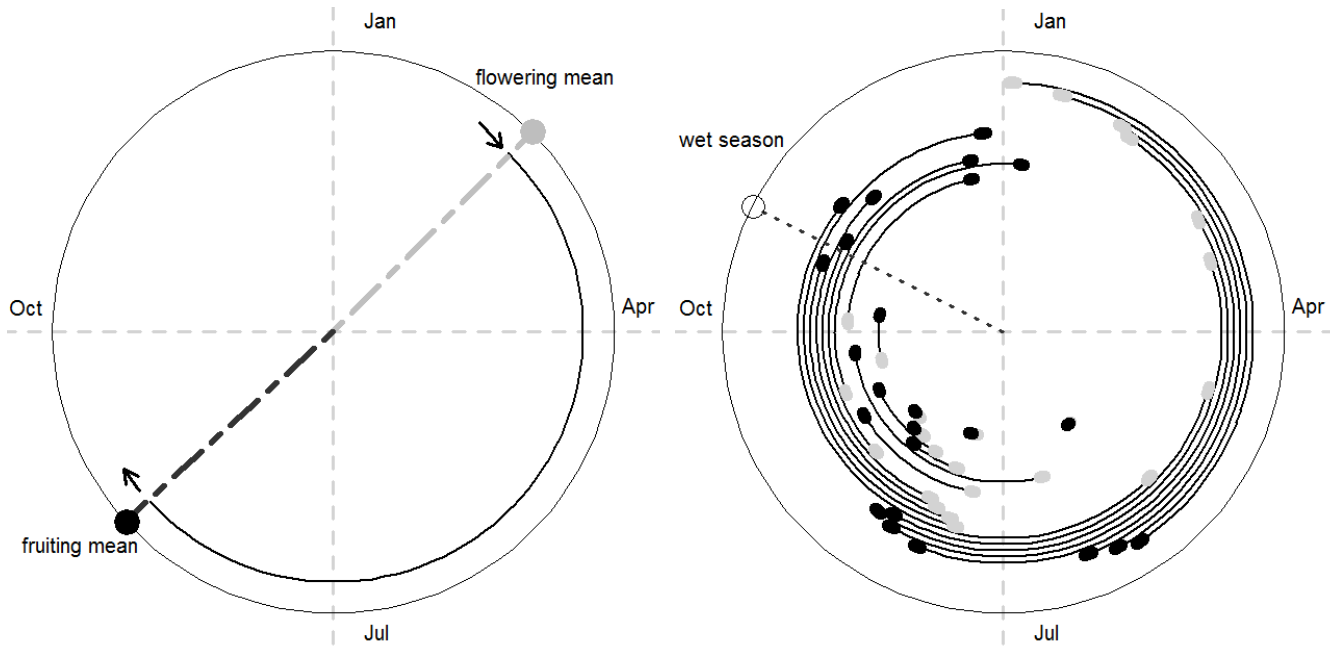 Jan
flowering mean
Oct
Apr
fruiting mean
Jul
Jan
wet season
Oct
Apr
Jul